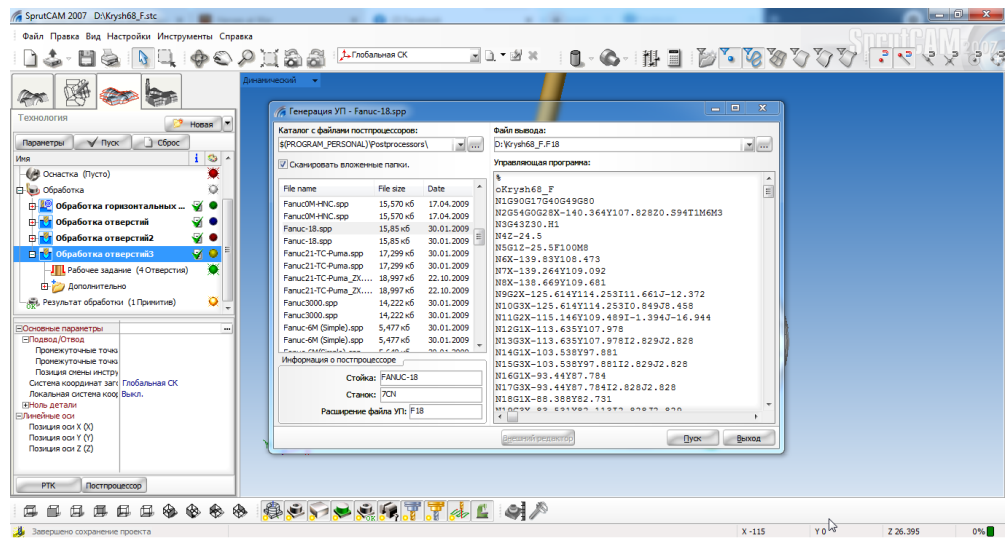 SprutCAM 2007 D:\Krysh68_F.stc
Файл Правка Вид Настройки Инструменты Справка
Глобальная СК
SprutCAM 2007
Динамический
Технология
Новая
Параметры Пуск Сброс
Имя
Оснастка (Пусто)
Обработка
Обработка горизонтальных ...
Обработка отверстий
Обработка отверстий2
Обработка отверстий3
Рабочее задание (4 Отверстия)
Дополнительно
Результат обработки (1 Примитив)
Основные параметры
Подвод/Отвод
Промежуточные точки
Промежуточные точки
Позиция смены инстру
Система координат заго Глобальная СК
Локальная система коор Выкл.
Ноль детали
Линейные оси
Позиция оси X (X)
Позиция оси Y (Y)
Позиция оси Z (Z)
РТК Постпроцессор
Генерация УП - Fanuc-18.spp
Каталог с файлами постпроцессоров:
$(PROGRAM_PERSONAL)\Postprocessors\
Сканировать вложенные папки.
File name File size Date
Fanuc0M-HNC.spp 15,570 кб 17.04.2009
Fanuc0M-HNC.spp 15,570 кб 17.04.2009
Fanuc-18.spp 15,85 кб 30.01.2009
Fanuc-18.spp 15,85 кб 30.01.2009
Fanuc21-TC-Puma.spp 17,299 кб 30.01.2009
Fanuc21-TC-Puma.spp 17,299 кб 30.01.2009
Fanuc21-TC-Puma_ZX.... 18,997 кб 22.10.2009
Fanuc21-TC-Puma_ZX.... 18,997 кб 22.10.2009
Fanuc3000.spp 14,222 кб 30.01.2009
Fanuc3000.spp 14,222 кб 30.01.2009
Fanuc-6M (Simple).spp 5,477 кб 30.01.2009
Fanuc-6M (Simple).spp 5,477 кб 30.01.2009
Информация о постпроцессоре
Стойка: FANUC-18
Станок: 7CN
Расширение файла УП: F18
Файл вывода:
D:\Krysh68_F.F18
Управляющая программа:
%
oKrysh68_F
N1G90G17G40G49G80
N2G54G00G28X-140.364Y107.828Z0.S94T1M6M3
N3G43Z30.H1
N4Z-24.5
N5G1Z-25.5F100M8
N6X-139.83Y108.473
N7X-139.264Y109.092
N8X-138.669Y109.681
N9G2X-125.614Y114.253I11.661J-12.372
N10G3X-125.614Y114.253I0.849J8.458
N11G2X-115.146Y109.489I-1.394J-16.944
N12G1X-113.635Y107.978
N13G3X-113.635Y107.978I2.829J2.828
N14G1X-103.538Y97.881
N15G3X-103.538Y97.881I2.829J2.828
N16G1X-93.44Y87.784
N17G3X-93.44Y87.784I2.828J2.828
N18G1X-88.388Y82.731
Внешний редактор Пуск Выход
Завершено сохранение проекта X -115 Y 0 Z 26.395 0%